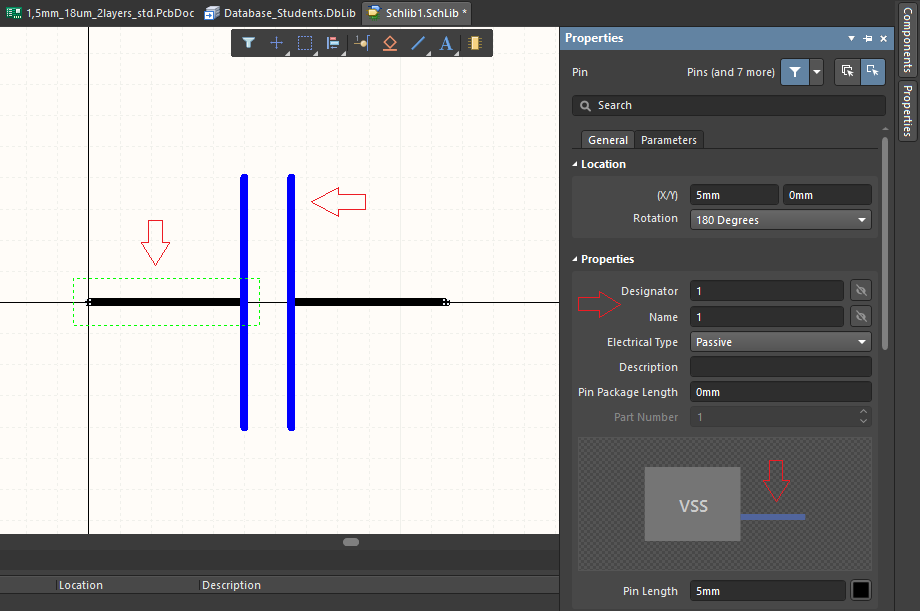 1,5mm_18um_2layers_std.PcbDoc Database_Students.DbLib Schlib1.SchLib *
A
Properties
Components
Properties
Pin Pins (and 7 more)
Search
General Parameters
Location
(X/Y) 5mm 0mm
Rotation 180 Degrees
Properties
Designator 1
Name 1
Electrical Type Passive
Description
Pin Package Length 0mm
Part Number 1
VSS
Pin Length 5mm
Location Description